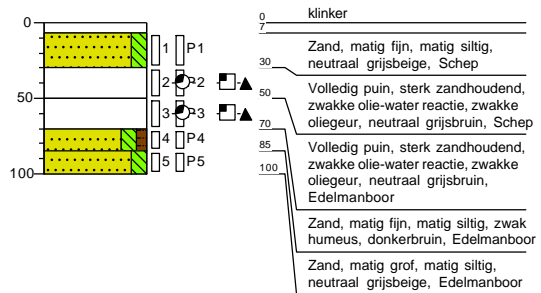 0
50
100
1 P1
2 2
3 3
4 P4
5 P5
0
klinker
7
Zand, matig fijn, matig siltig,
neutraal grijsbeige, Schep
30
Volledig puin, sterk zandhoudend,
zwakke olie-water reactie, zwakke
oliegeur, neutraal grijsbruin, Schep
50
Volledig puin, sterk zandhoudend,
zwakke olie-water reactie, zwakke
oliegeur, neutraal grijsbruin,
Edelmanboor
70
Zand, matig fijn, matig siltig, zwak
humeus, donkerbruin, Edelmanboor
85
Zand, matig grof, matig siltig,
neutraal grijsbeige, Edelmanboor
100